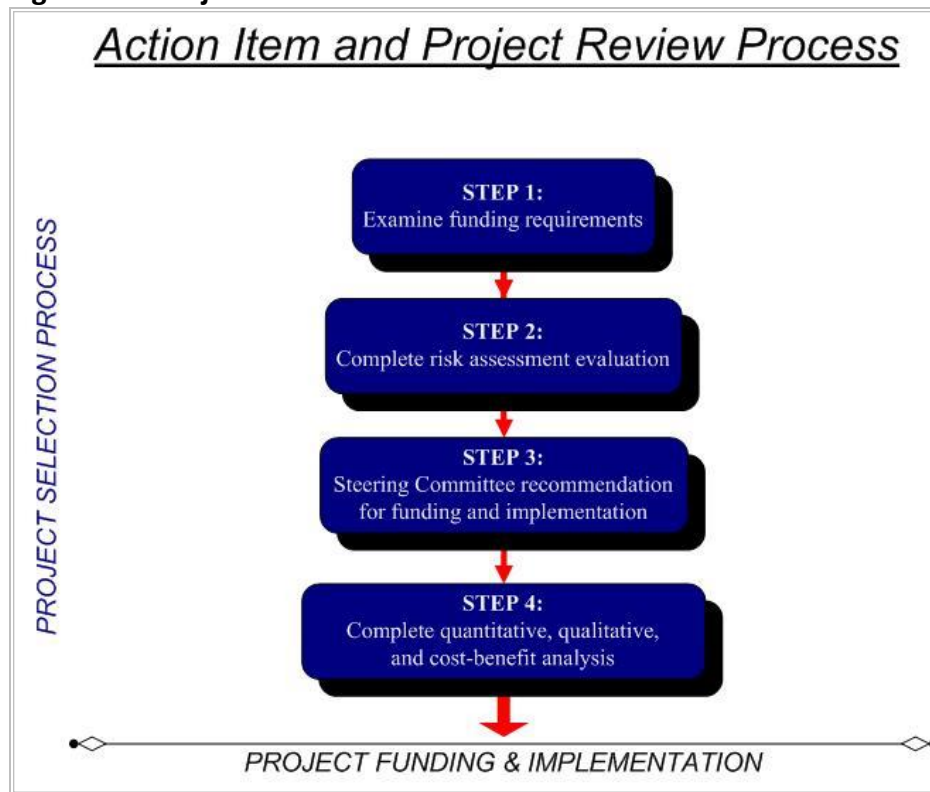 Action Item and Project Review Process
PROJECT SELECTION PROCESS
STEP 1:
Examine funding requirements
STEP 2:
Complete risk assessment evaluation
STEP 3:
Steering Committee recommendation
for funding and implementation
STEP 4:
Complete quantitative, qualitative,
and cost-benefit analysis
PROJECT FUNDING & IMPLEMENTATION